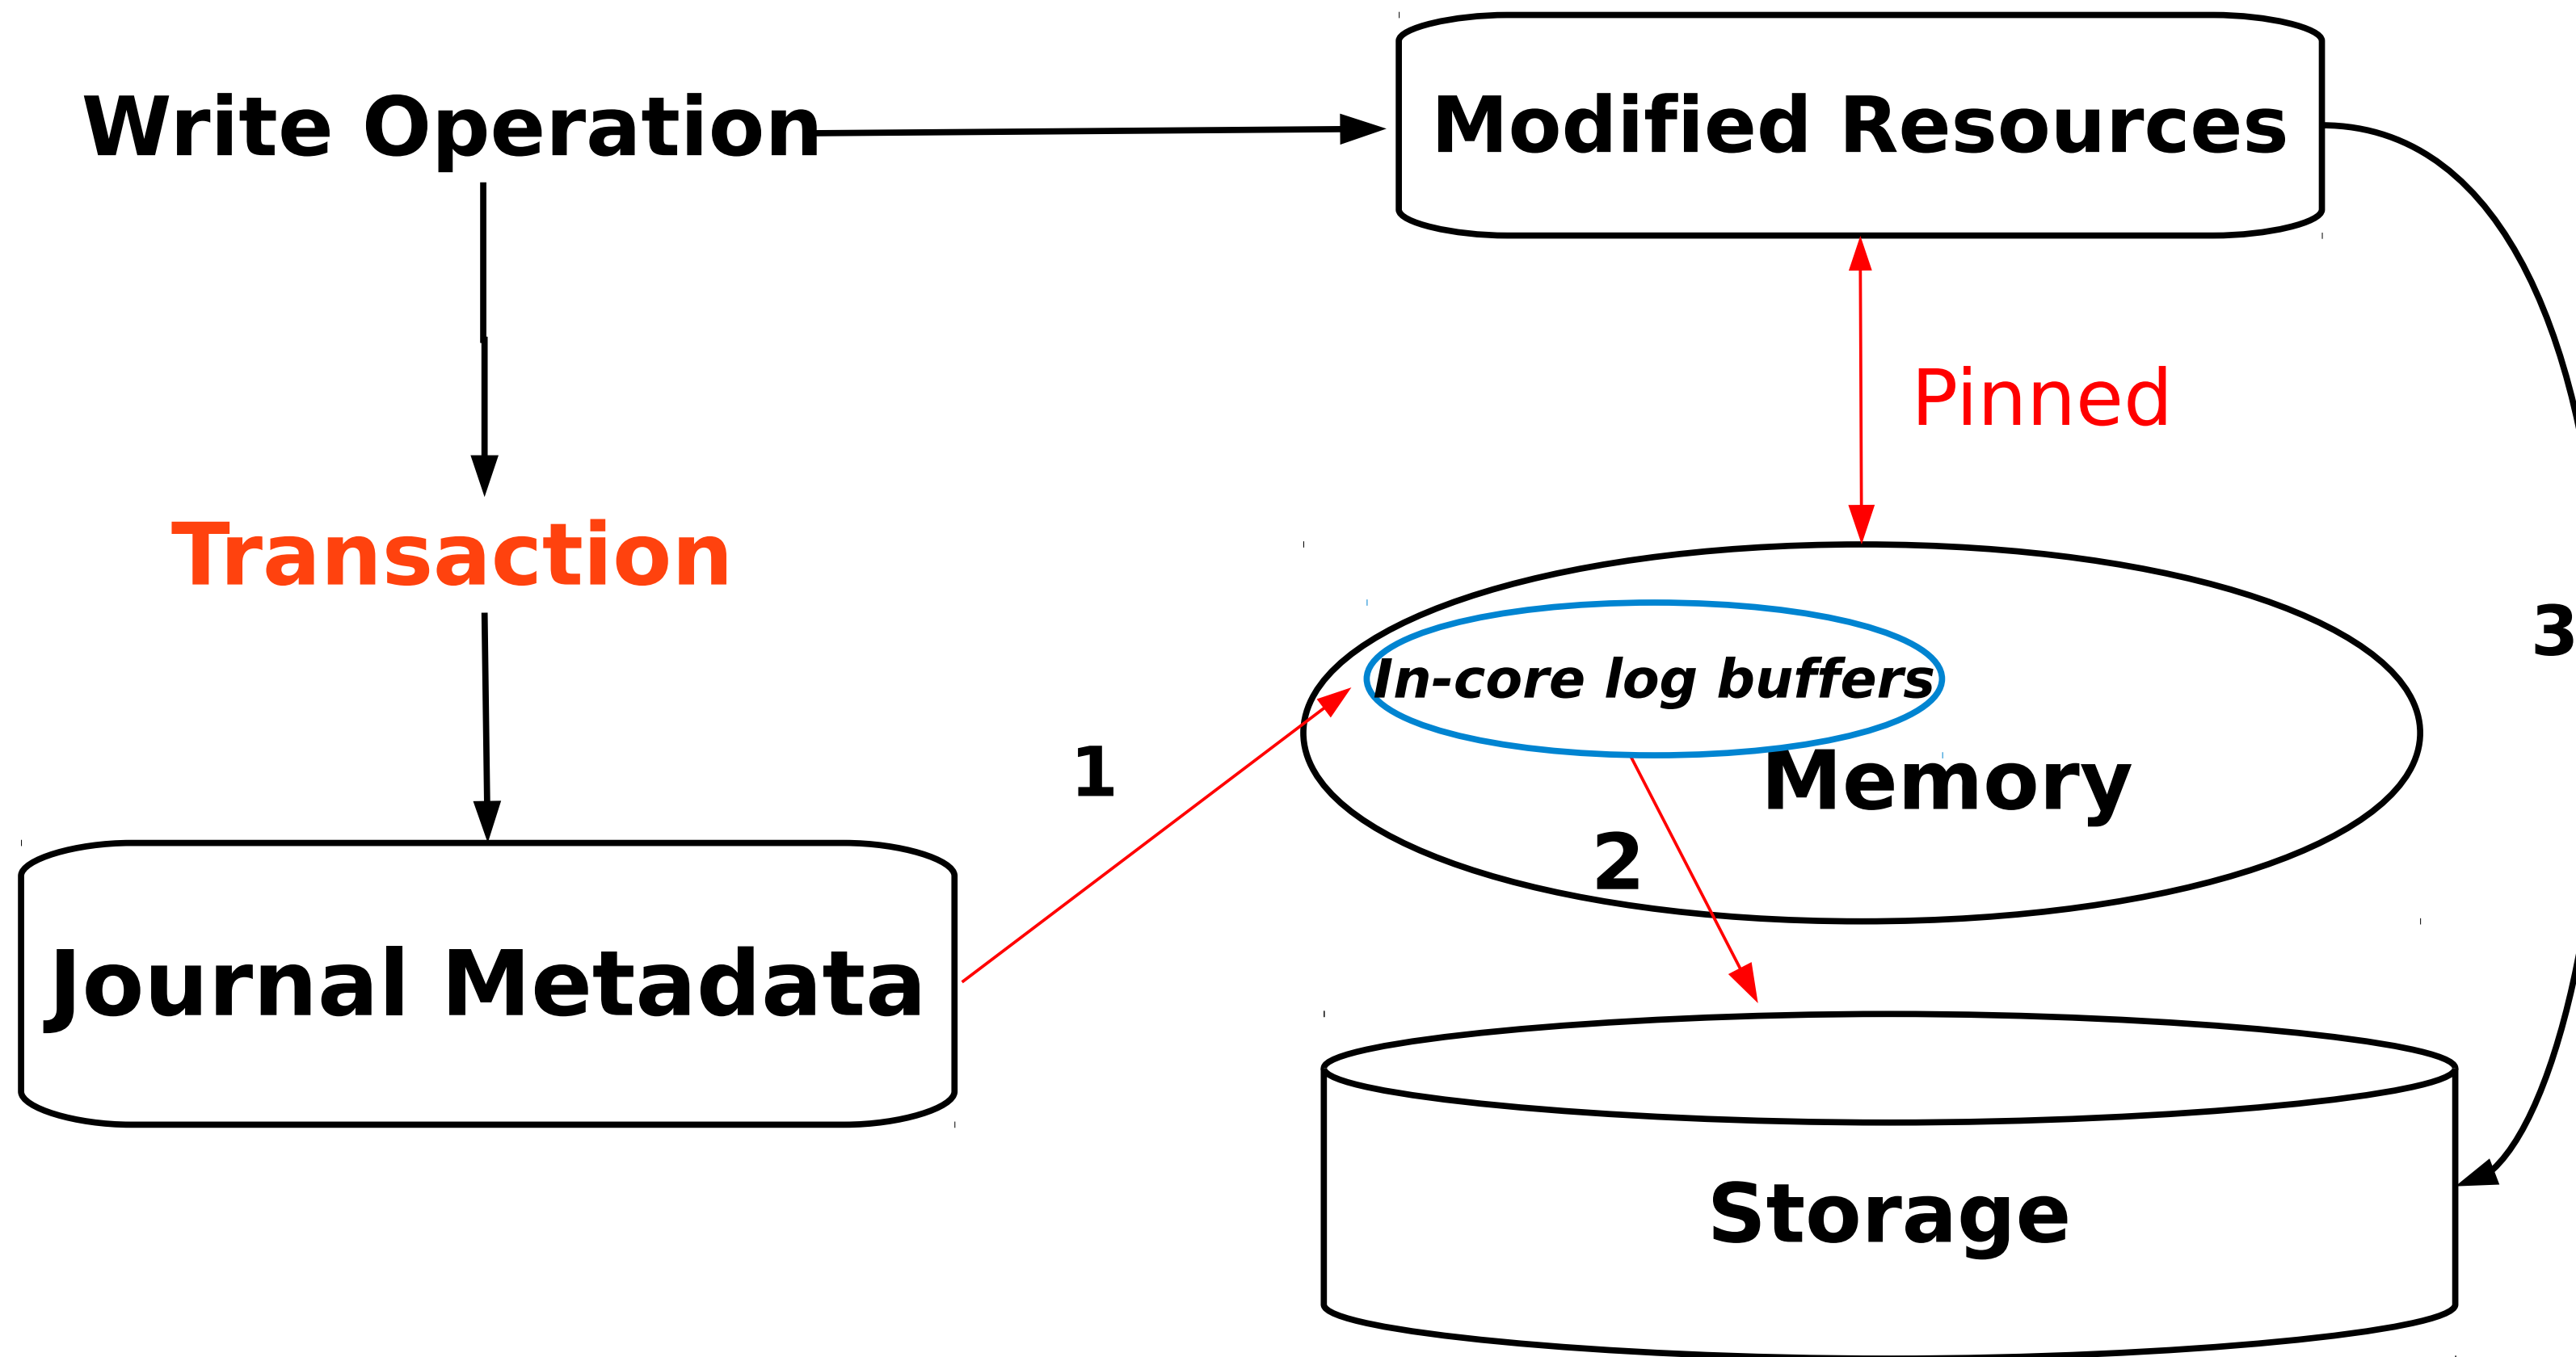 Write Operation
Modified Resources
Pinned
Transaction
3
In-core log buffers
1
Memory
2
Journal Metadata
Storage